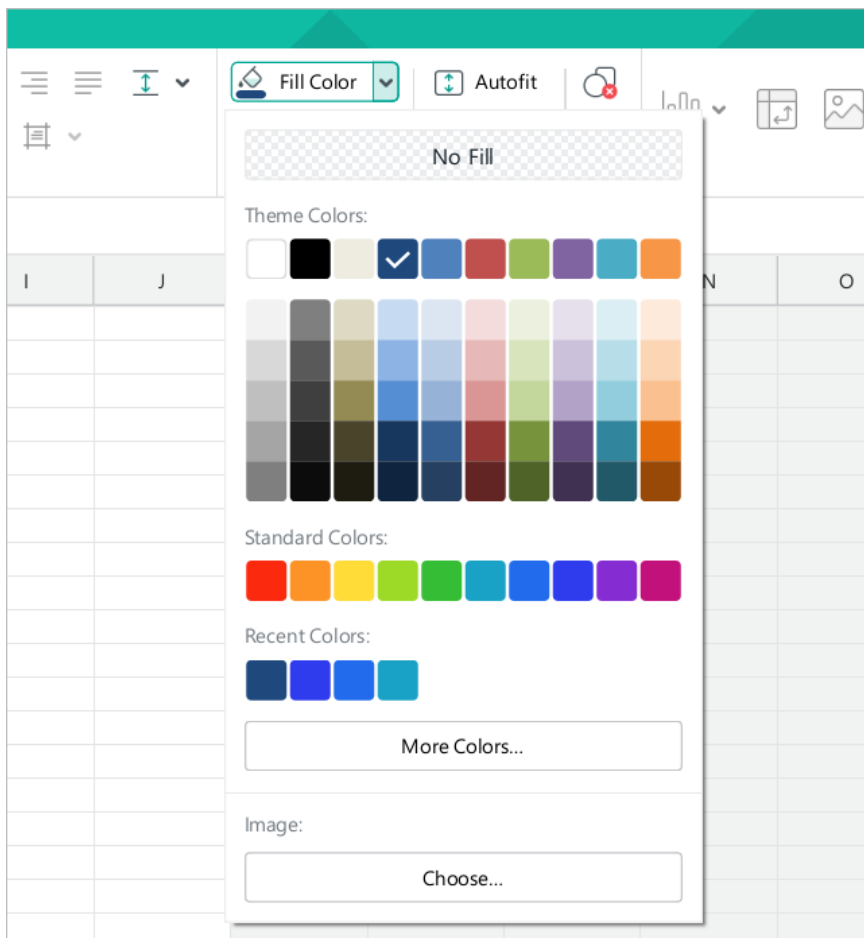 Fill Color
Autofit
No Fill
Theme Colors:
I J N O
Standard Colors:
Recent Colors:
More Colors...
Image:
Choose...